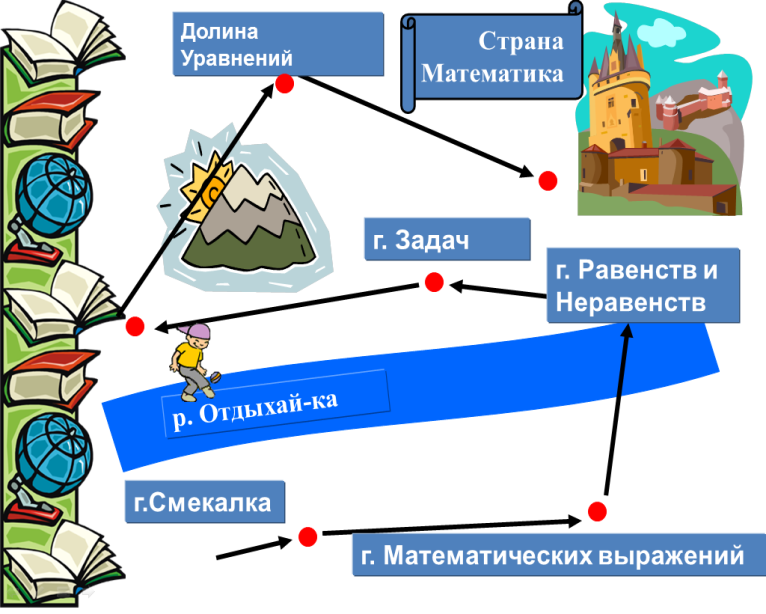 Долина
Уравнений
Страна
Математика
г. Задач
г. Равенств и
Неравенств
р. Отдыхай-ка
г.Смекалка
г. Математических выражений